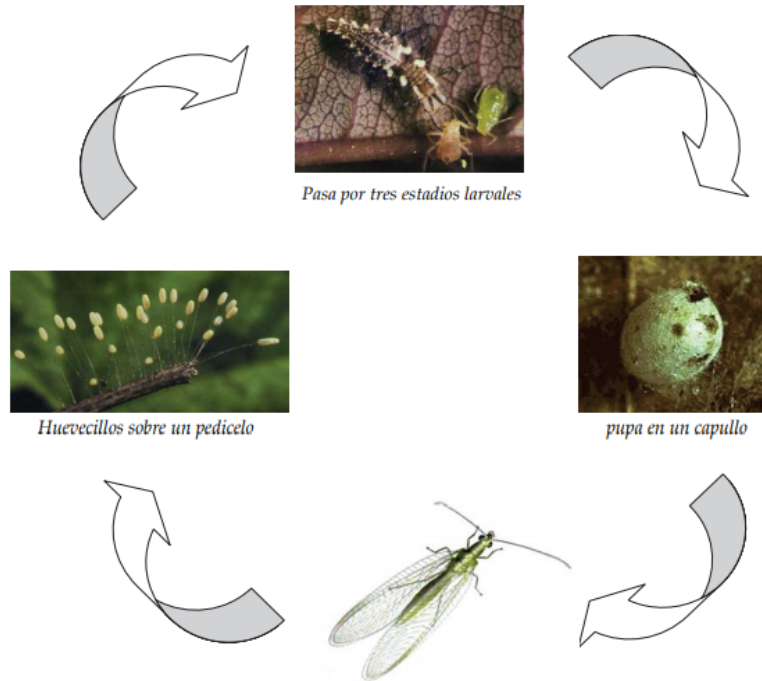 Pasa por tres estadios larvales
Huevecillos sobre un pedicelo
pupa en un capullo